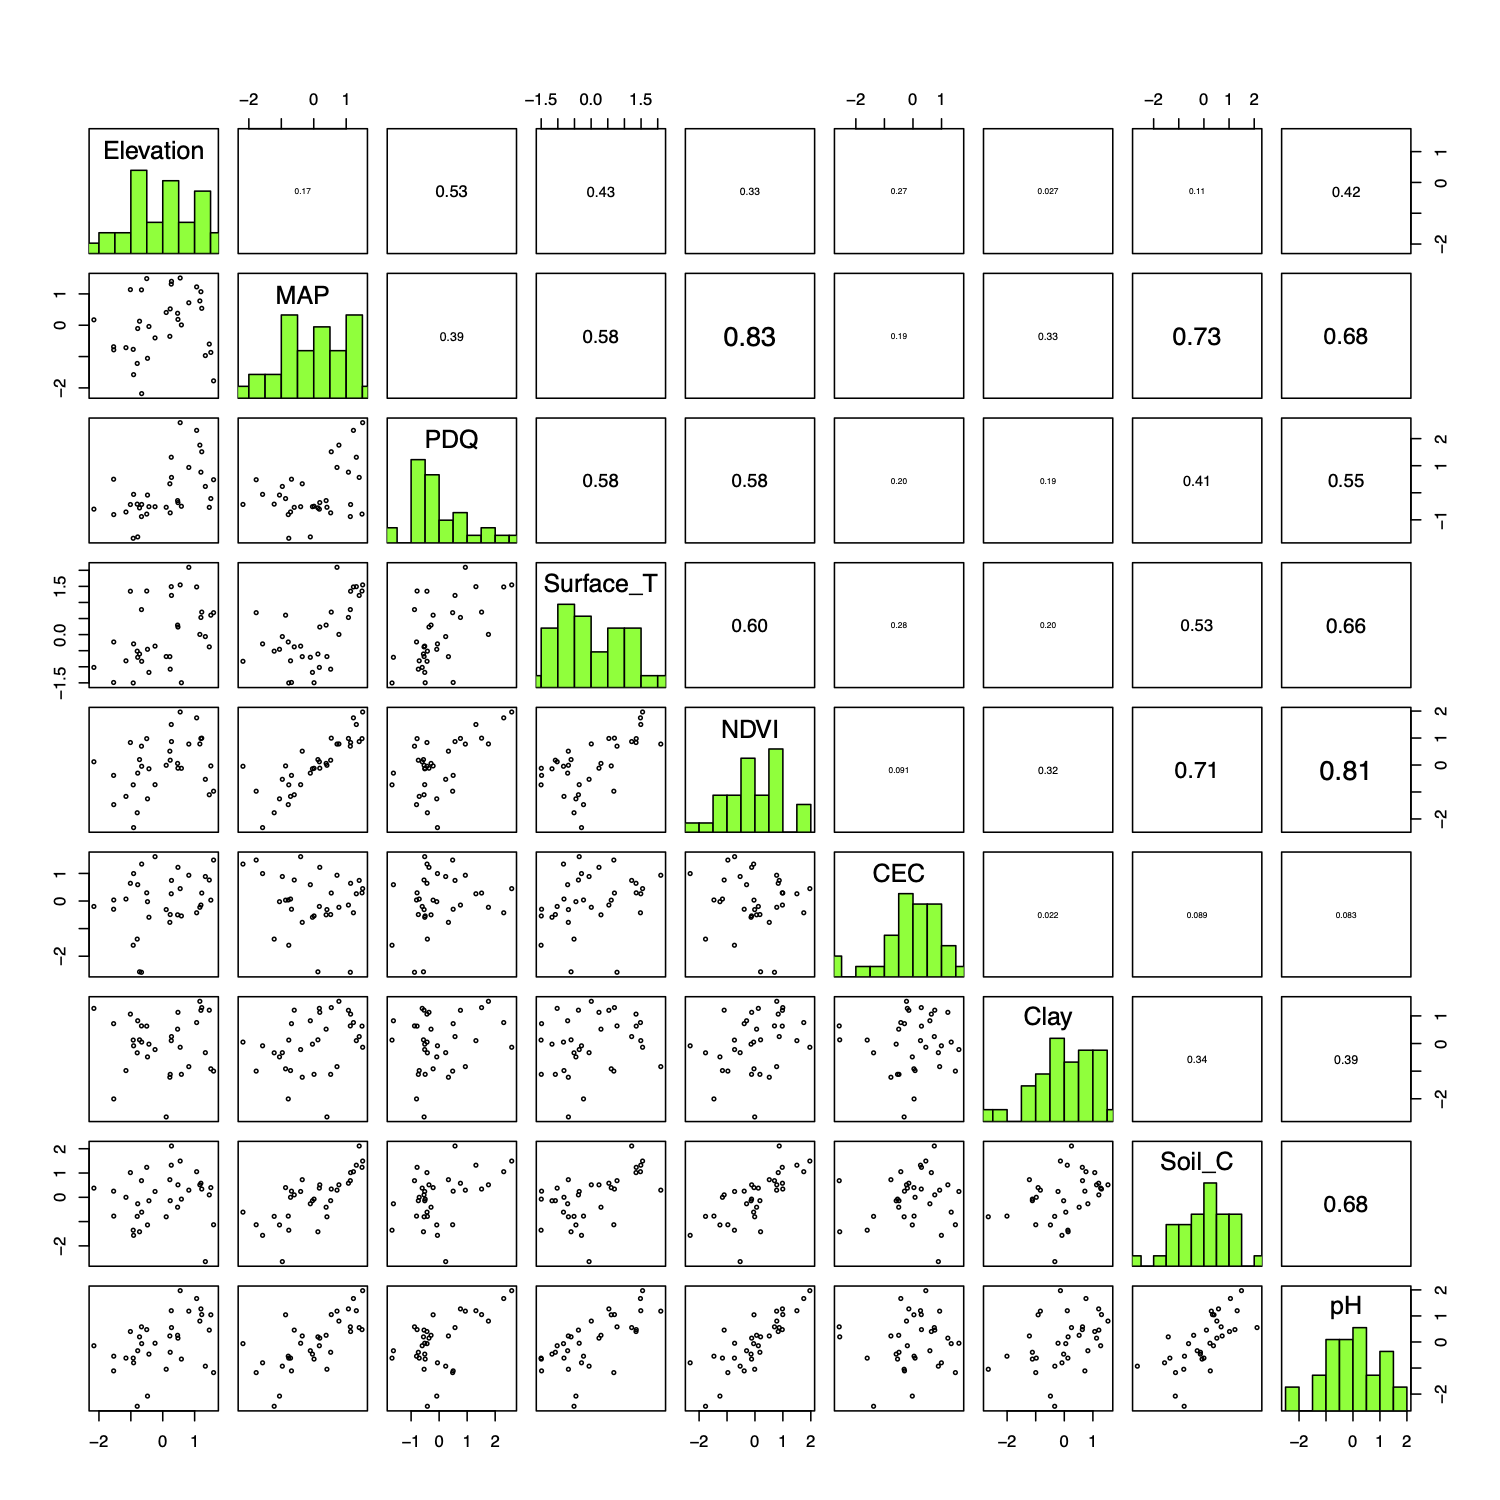 −2 0 1 −1.5 0.0 1.5 −2 0 1 −2 0 1 2
Elevation 0.17 0.53 0.43 0.33 0.27 0.027 0.11 0.42 −2 0 1
−2 0 1 MAP 0.39 0.58 0.83 0.19 0.33 0.73 0.68
PDQ 0.58 0.58 0.20 0.19 0.41 0.55 −1 1 2
−1.5 0.0 1.5 Surface_T 0.60 0.28 0.20 0.53 0.66
NDVI 0.091 0.32 0.71 0.81 −2 0 1 2
−2 0 1 CEC 0.022 0.089 0.083
Clay 0.34 0.39 −2 0 1
−2 0 1 2 Soil_C 0.68
pH −2 0 1 2
−2 0 1 −1 0 1 2 −2 0 1 2 −2 0 1 −2 0 1 2